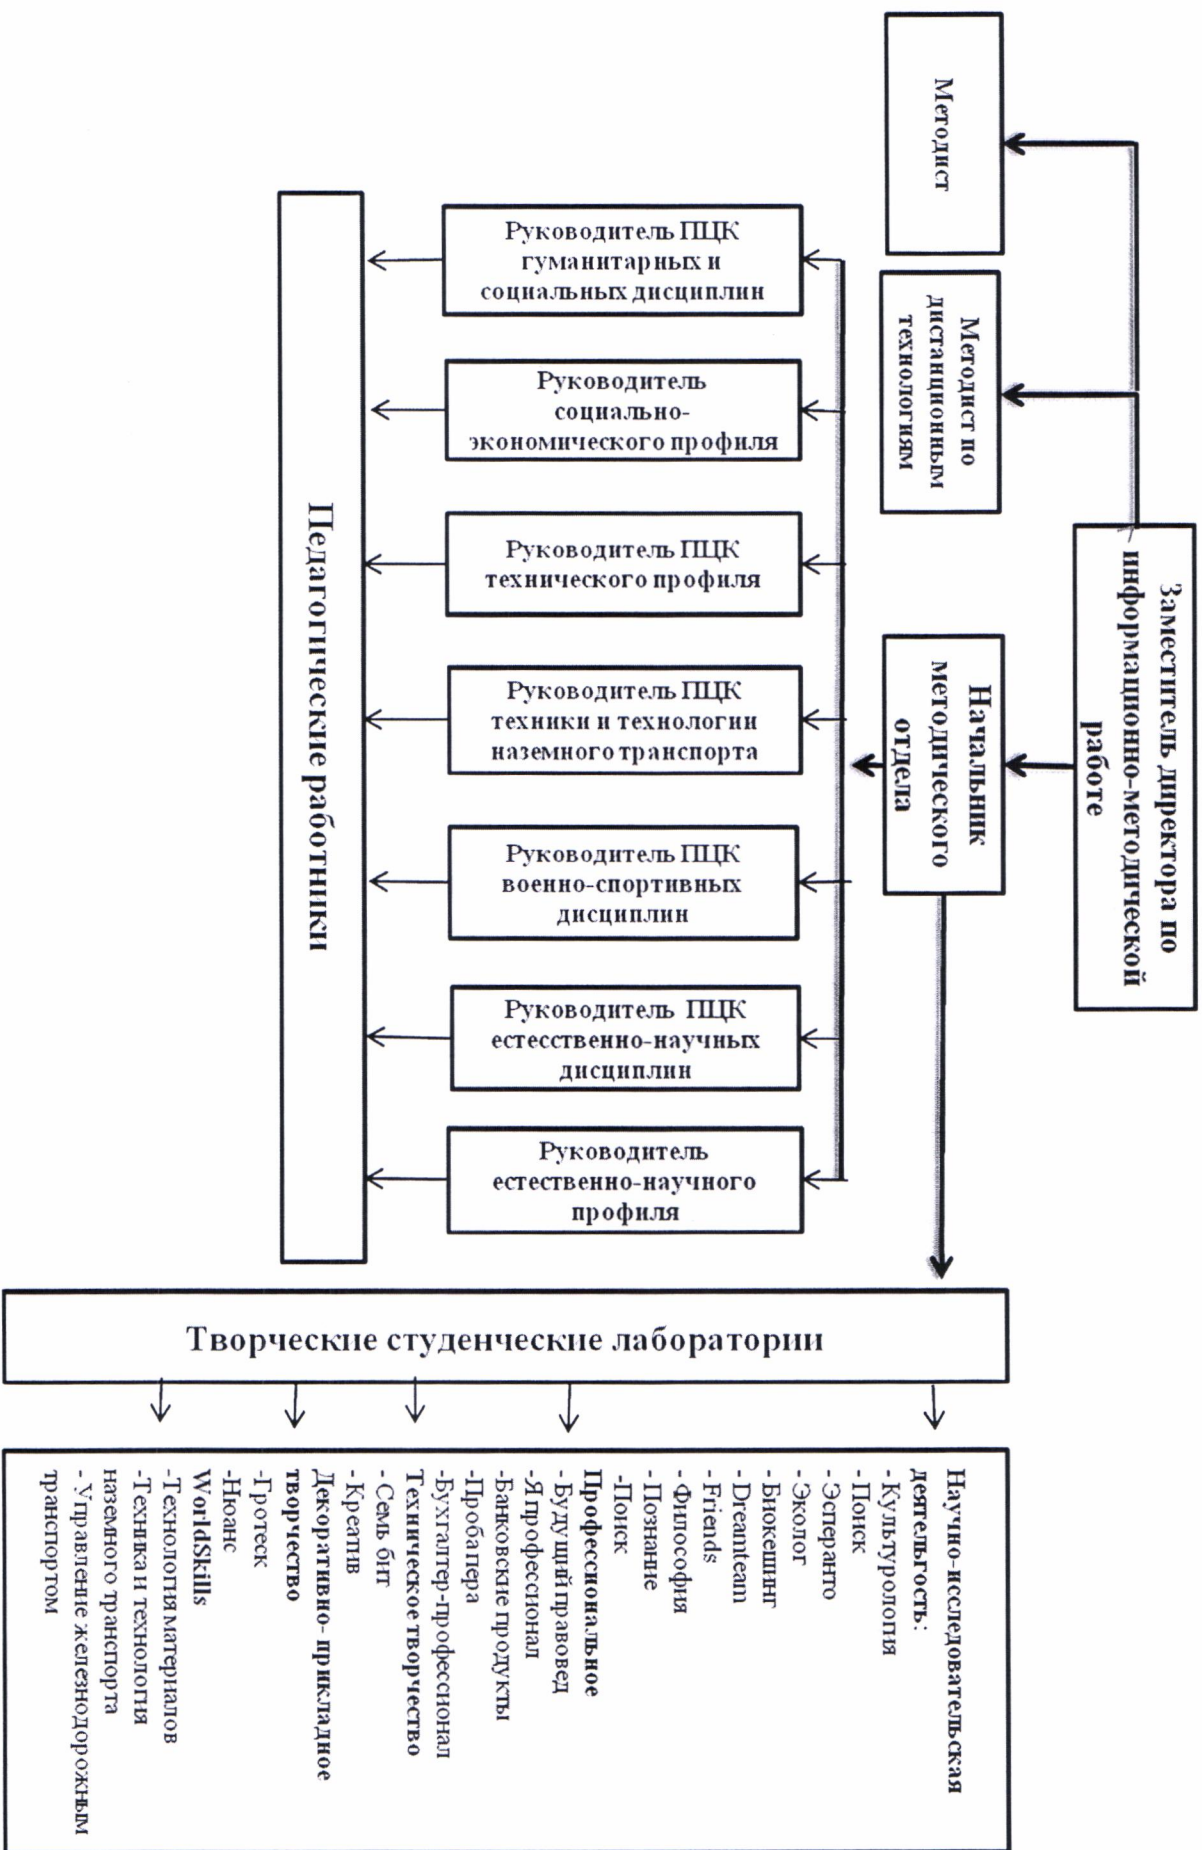 Заместитель директора по
информационно-методической
работе
Методист
Методист по
дистанционным
технологиям
Начальник
методического
отдела
Руководитель ПЦК
гуманитарных и
социальных дисциплин
Руководитель
социально-
экономического профиля
Руководитель ПЦК
технического профиля
Руководитель ПЦК
техники и технологии
наземного транспорта
Руководитель ПЦК
военно-спортивных
дисциплин
Руководитель ПЦК
естесственно-научных
дисциплин
Руководитель
естественно-научного
профиля
Педагогические работники
Творческие студенческие лаборатории
Научно-исследовательская
деятельность:
- Культурология
-Поиск
-Эсперанто
-Эколог
-Биокешинг
-Dreamteam
-Friends
-Философия
-Познание
-Поиск
Профессиональное
- Будущий правовед
-Я профессионал
-Банковские продукты
-Проба пера
-Бухгалтер-профессионал
Техническое творчество
- Семь бит
-Креатив
Декоративно- прикладное
творчество
-Гротеск
-Нюанс
WorldSkills
-Технология материалов
-Техника и технология
наземного транспорта
- Управление железнодорожным
транспортом